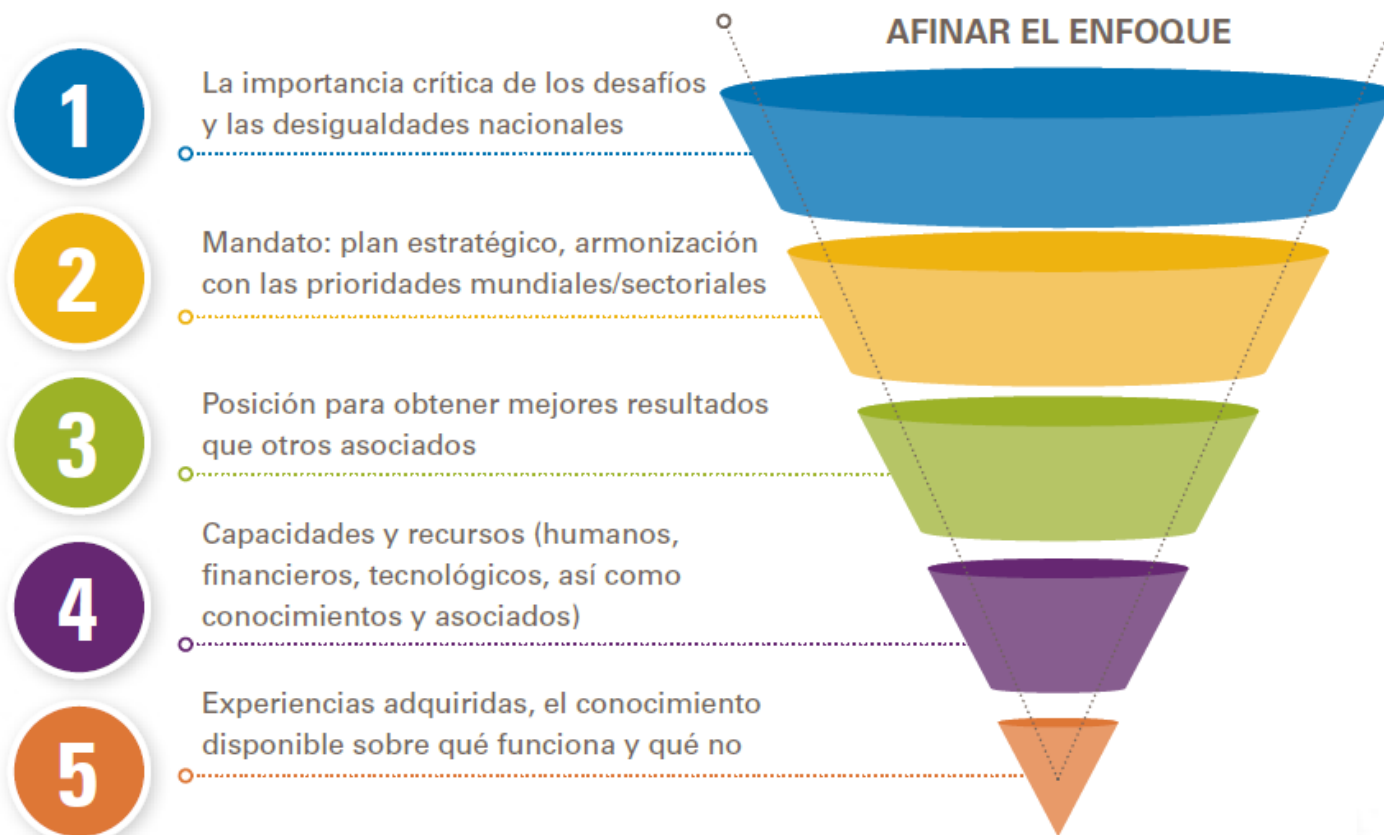 AFINAR EL ENFOQUE
1
La importancia crítica de los desafíos
y las desigualdades nacionales
2
Mandato: plan estratégico, armonización
con las prioridades mundiales/sectoriales
3
Posición para obtener mejores resultados
que otros asociados
4
Capacidades y recursos (humanos,
financieros, tecnológicos, así como
conocimientos y asociados)
5
Experiencias adquiridas, el conocimiento
disponible sobre qué funciona y qué no